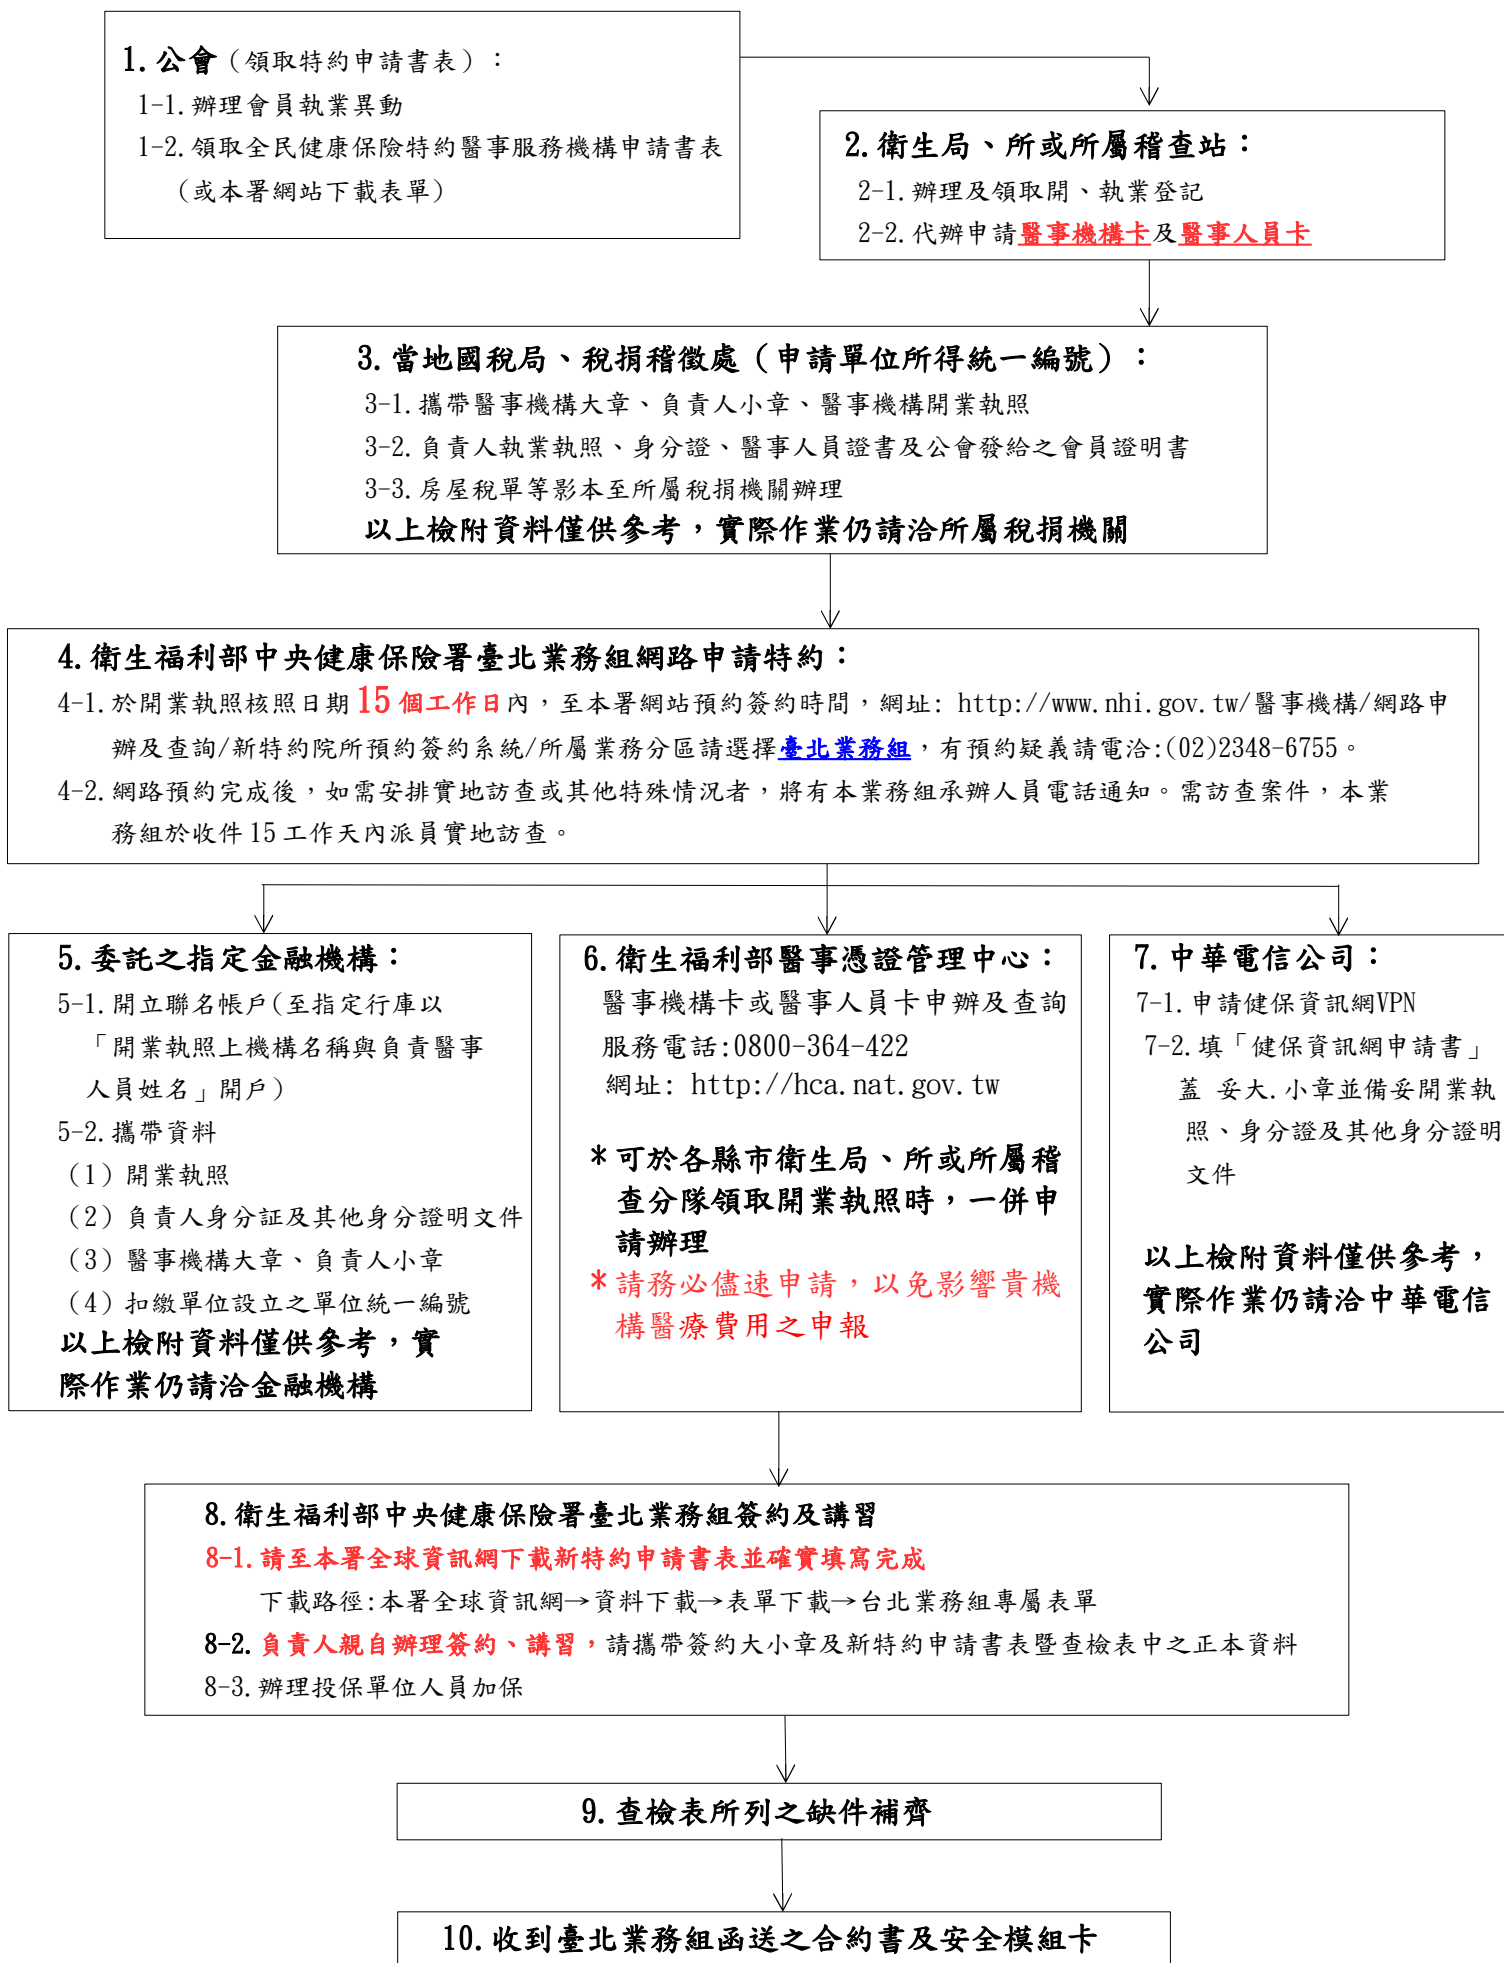 1.公會（領取特約申請書表）：
1-1.辦理會員執業異動
1-2.領取全民健康保險特約醫事服務機構申請書表
（或本署網站下載表單）
2.衛生局、所或所屬稽查站：
2-1.辦理及領取開、執業登記
2-2.代辦申請醫事機構卡及醫事人員卡
3.當地國稅局、稅捐稽徵處（申請單位所得統一編號）：
3-1.攜帶醫事機構大章、負責人小章、醫事機構開業執照
3-2.負責人執業執照、身分證、醫事人員證書及公會發給之會員證明書
3-3.房屋稅單等影本至所屬稅捐機關辦理
以上檢附資料僅供參考，實際作業仍請洽所屬稅捐機關
4.衛生福利部中央健康保險署臺北業務組網路申請特約：
4-1.於開業執照核照日期15個工作日內，至本署網站預約簽約時間，網址: http://www.nhi.gov.tw/醫事機構/網路申
辦及查詢/新特約院所預約簽約系統/所屬業務分區請選擇臺北業務組，有預約疑義請電洽:(02)2348-6755。
4-2.網路預約完成後，如需安排實地訪查或其他特殊情況者，將有本業務組承辦人員電話通知。需訪查案件，本業
務組於收件15工作天內派員實地訪查。
5.委託之指定金融機構：
5-1.開立聯名帳戶(至指定行庫以
「開業執照上機構名稱與負責醫事
人員姓名」開戶)
5-2.攜帶資料
（1）開業執照
（2）負責人身分証及其他身分證明文件
（3）醫事機構大章、負責人小章
（4）扣繳單位設立之單位統一編號
以上檢附資料僅供參考，實
際作業仍請洽金融機構
6.衛生福利部醫事憑證管理中心：
醫事機構卡或醫事人員卡申辦及查詢
服務電話:0800-364-422
網址: http://hca.nat.gov.tw
*可於各縣市衛生局、所或所屬稽
查分隊領取開業執照時，一併申
請辦理
*請務必儘速申請，以免影響貴機
構醫療費用之申報
7.中華電信公司：
7-1.申請健保資訊網VPN
7-2.填「健保資訊網申請書」
蓋 妥大.小章並備妥開業執
照、身分證及其他身分證明
文件
以上檢附資料僅供參考，
實際作業仍請洽中華電信
公司
8.衛生福利部中央健康保險署臺北業務組簽約及講習
8-1.請至本署全球資訊網下載新特約申請書表並確實填寫完成
下載路徑:本署全球資訊網→資料下載→表單下載→台北業務組專屬表單
8-2.負責人親自辦理簽約、講習，請攜帶簽約大小章及新特約申請書表暨查檢表中之正本資料
8-3.辦理投保單位人員加保
9.查檢表所列之缺件補齊
10.收到臺北業務組函送之合約書及安全模組卡